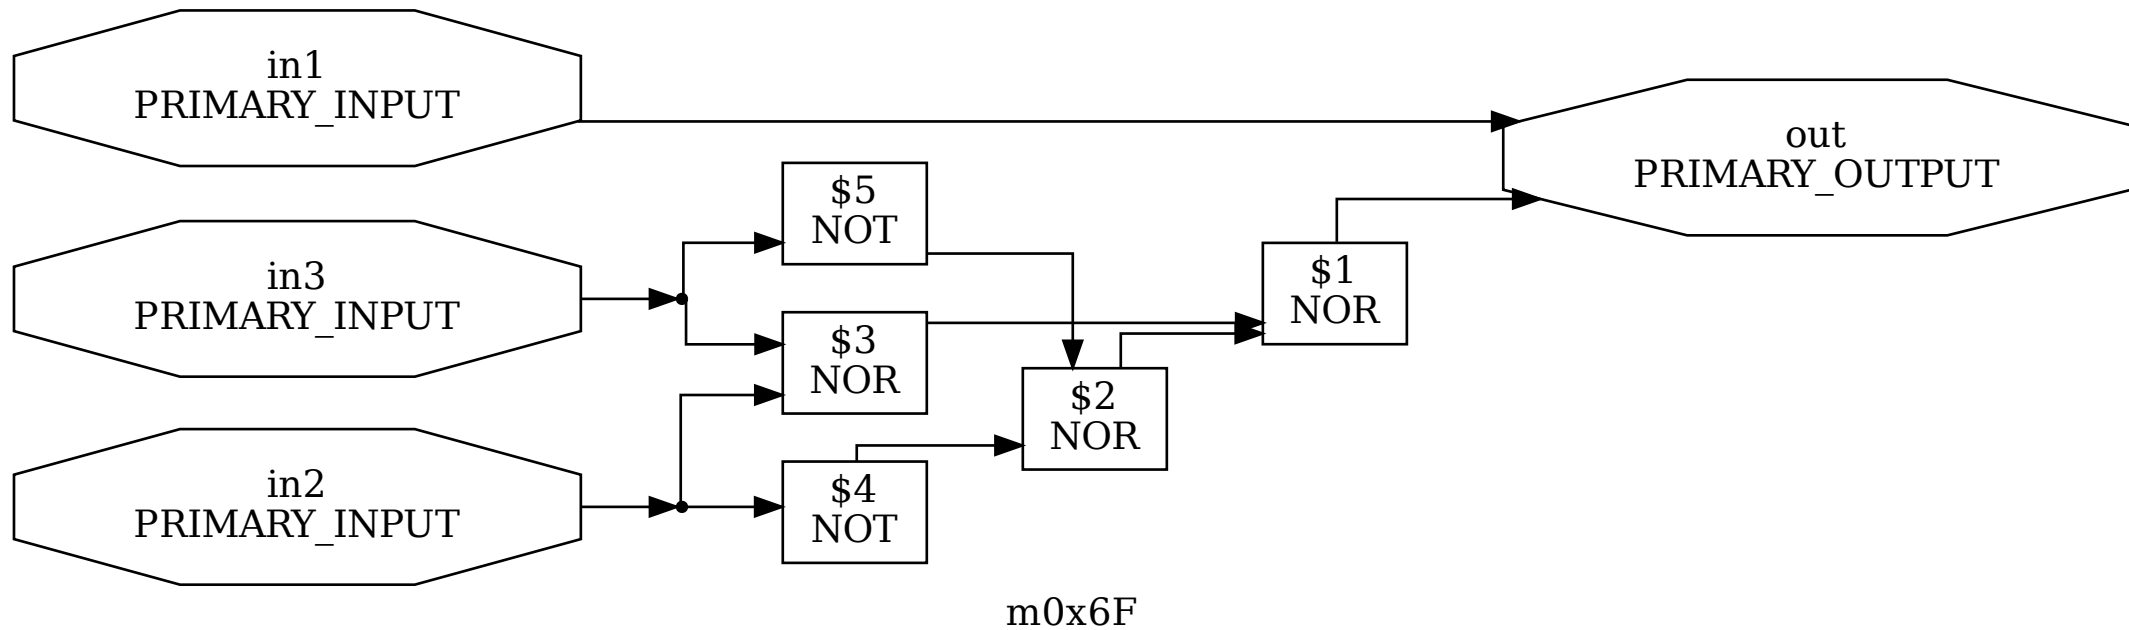 in1
PRIMARY_INPUT
out
PRIMARY_OUTPUT
$5
NOT
in3
PRIMARY_INPUT
$1
NOR
$3
NOR
$2
NOR
in2
PRIMARY_INPUT
$4
NOT
m0x6F